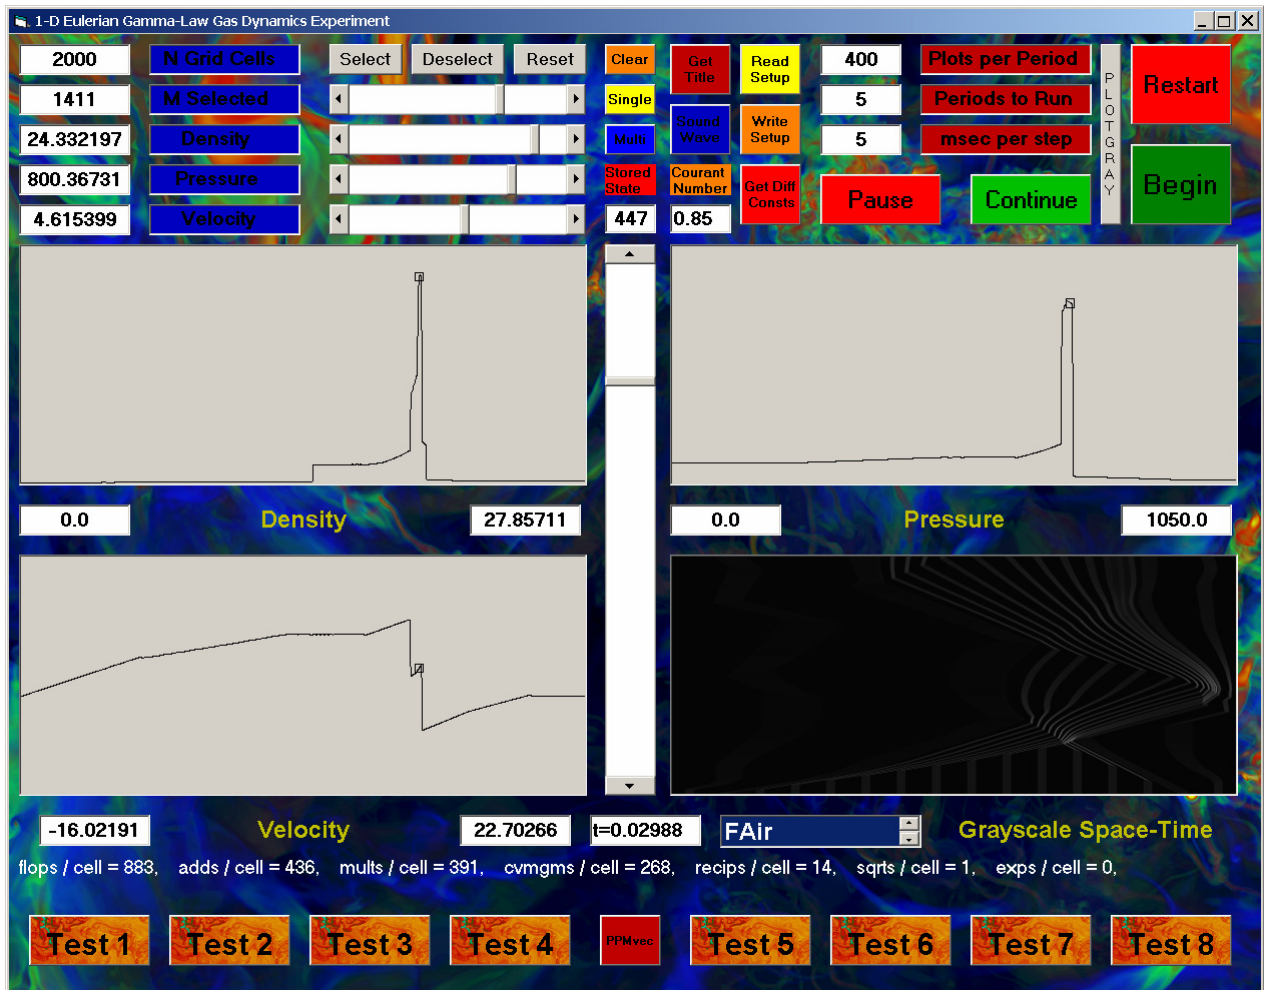 1-D Eulerian Gamma-Law Gas Dynamics Experiment
2000 N Grid Cells Select Deselect Reset Clear Get Title Read Setup 400 Plots per Period PLOTGRAY Restart
1411 M Selected Single 5 Periods to Run
24.332197 Density Multi Sound Wave Write Setup 5 msec per step
800.36731 Pressure Stored State Courant Number Get Diff Consts Pause Continue Begin
4.615399 Velocity 447 0.85
0.0 Density 27.85711 0.0 Pressure 1050.0
-16.02191 Velocity 22.70266 t=0.02988 FAir Grayscale Space-Time
flops / cell = 883, adds / cell = 436, mults / cell = 391, cvmgms / cell = 268, recips / cell = 14, sqrts / cell = 1, exps / cell = 0,
Test 1 Test 2 Test 3 Test 4 PPMvec Test 5 Test 6 Test 7 Test 8